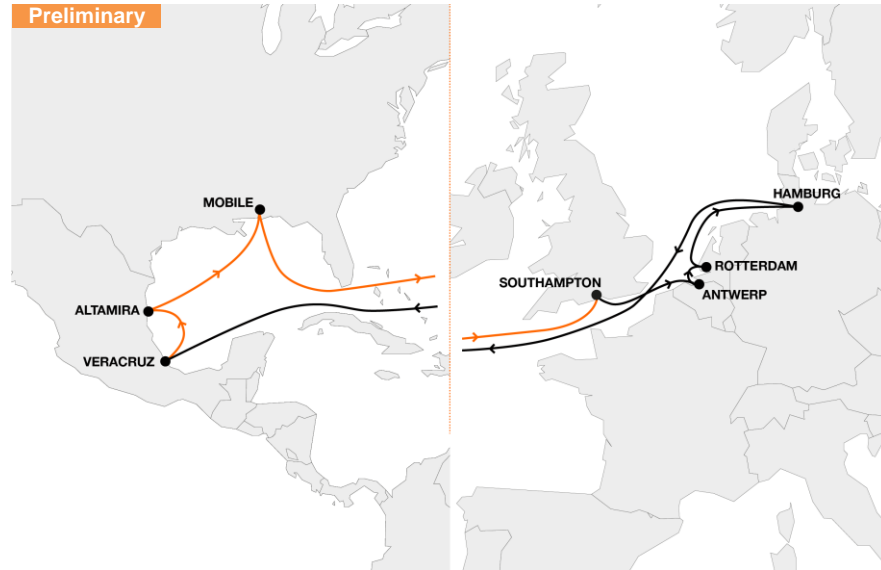 Preliminary
MOBILE
ALTAMIRA
VERACRUZ
HAMBURG
ROTTERDAM
SOUTHAMPTON
ANTWERP